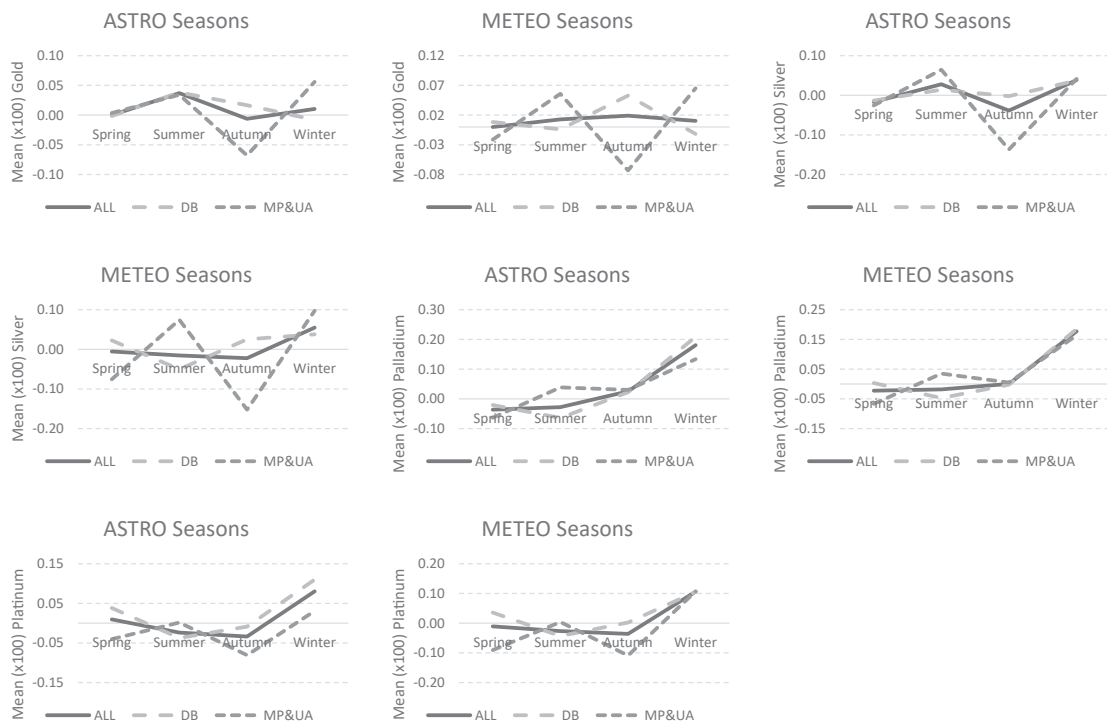 ASTRO Seasons
Mean (x100) Gold
0.10
0.05
0.00
-0.05
-0.10
Spring Summer Autumn Winter
ALL DB MP&UA
METEO Seasons
Mean (x100) Gold
0.12
0.07
0.02
-0.03
-0.08
Spring Summer Autumn Winter
ALL DB MP&UA
ASTRO Seasons
Mean (x100) Silver
0.10
0.00
-0.10
-0.20
Spring Summer Autumn Winter
ALL DB MP&UA
METEO Seasons
Mean (x100) Silver
0.10
0.00
-0.10
-0.20
Spring Summer Autumn Winter
ALL DB MP&UA
ASTRO Seasons
Mean (x100) Palladium
0.30
0.20
0.10
0.00
-0.10
Spring Summer Autumn Winter
ALL DB MP&UA
METEO Seasons
Mean (x100) Palladium
0.25
0.15
0.05
-0.05
-0.15
Spring Summer Autumn Winter
ALL DB MP&UA
ASTRO Seasons
Mean (x100) Platinum
0.15
0.05
-0.05
-0.15
Spring Summer Autumn Winter
ALL DB MP&UA
METEO Seasons
Mean (x100) Platinum
0.20
0.10
0.00
-0.10
-0.20
Spring Summer Autumn Winter
ALL DB MP&UA